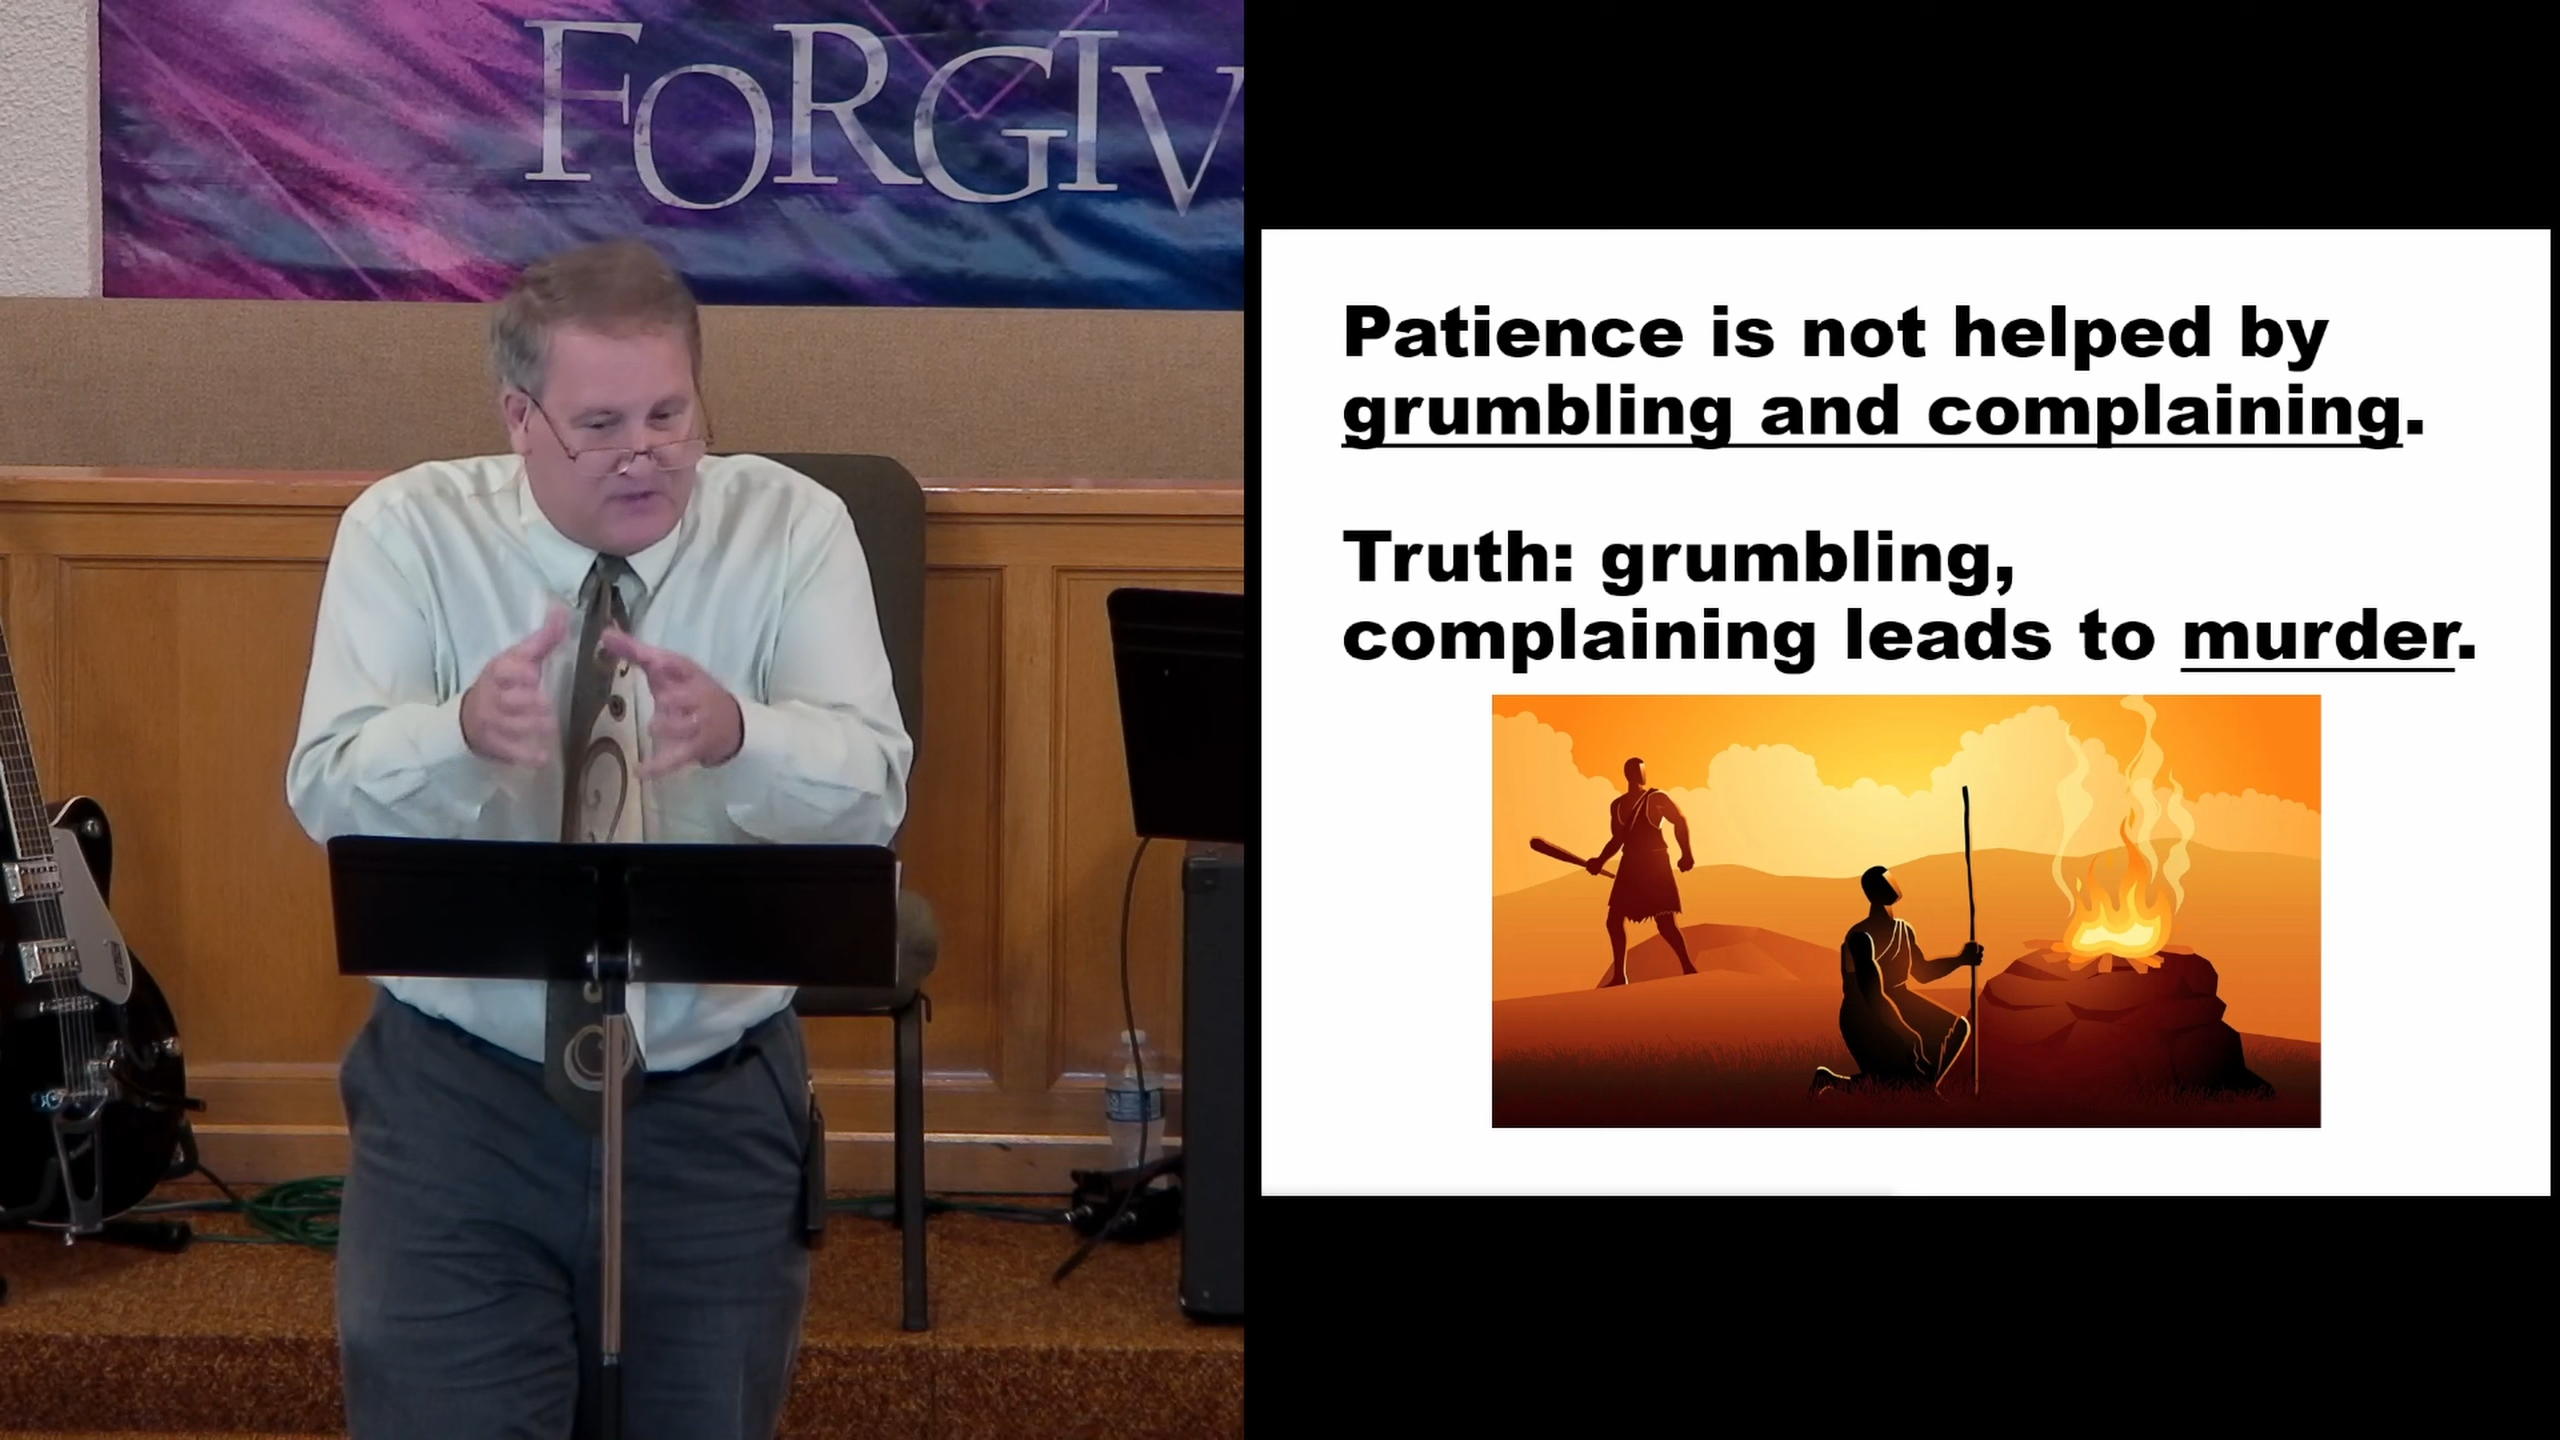 FORGIV
Patience is not helped by
grumbling and complaining.
Truth: grumbling,
complaining leads to murder.